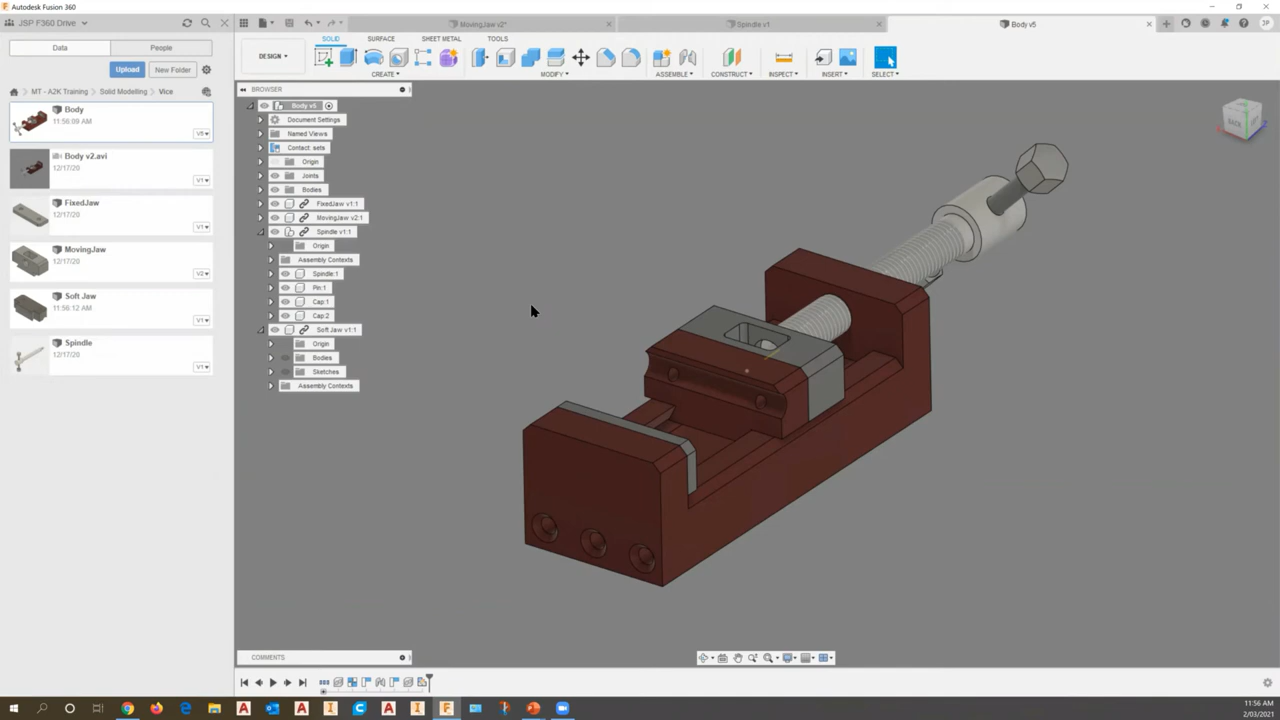 Autodesk Fusion 360
JSP F360 Drive
MovingJaw v2*
Spindle v1
Body v5
JP
Data
People
Upload
New Folder
MT - A2K Training
Solid Modelling
Vice
Body
11:56:09 AM
Body v2.avi
12/17/20
V1
FixedJaw
12/17/20
V1
MovingJaw
12/17/20
V2
Soft Jaw
11:56:12 AM
V1
Spindle
12/17/20
V1
DESIGN
SOLID
SURFACE
SHEET METAL
TOOLS
CREATE
MODIFY
ASSEMBLE
CONSTRUCT
INSPECT
INSERT
SELECT
BROWSER
Body v5
Document Settings
Named Views
Contact: sets
Origin
Joints
Bodies
FixedJaw v1:1
MovingJaw v2:1
Spindle v1:1
Origin
Assembly Contexts
Spindle:1
Pin:1
Cap:1
Cap:2
Soft Jaw v1:1
Origin
Bodies
Sketches
Assembly Contexts
BACK
COMMENTS
11:56 AM
2/03/2021